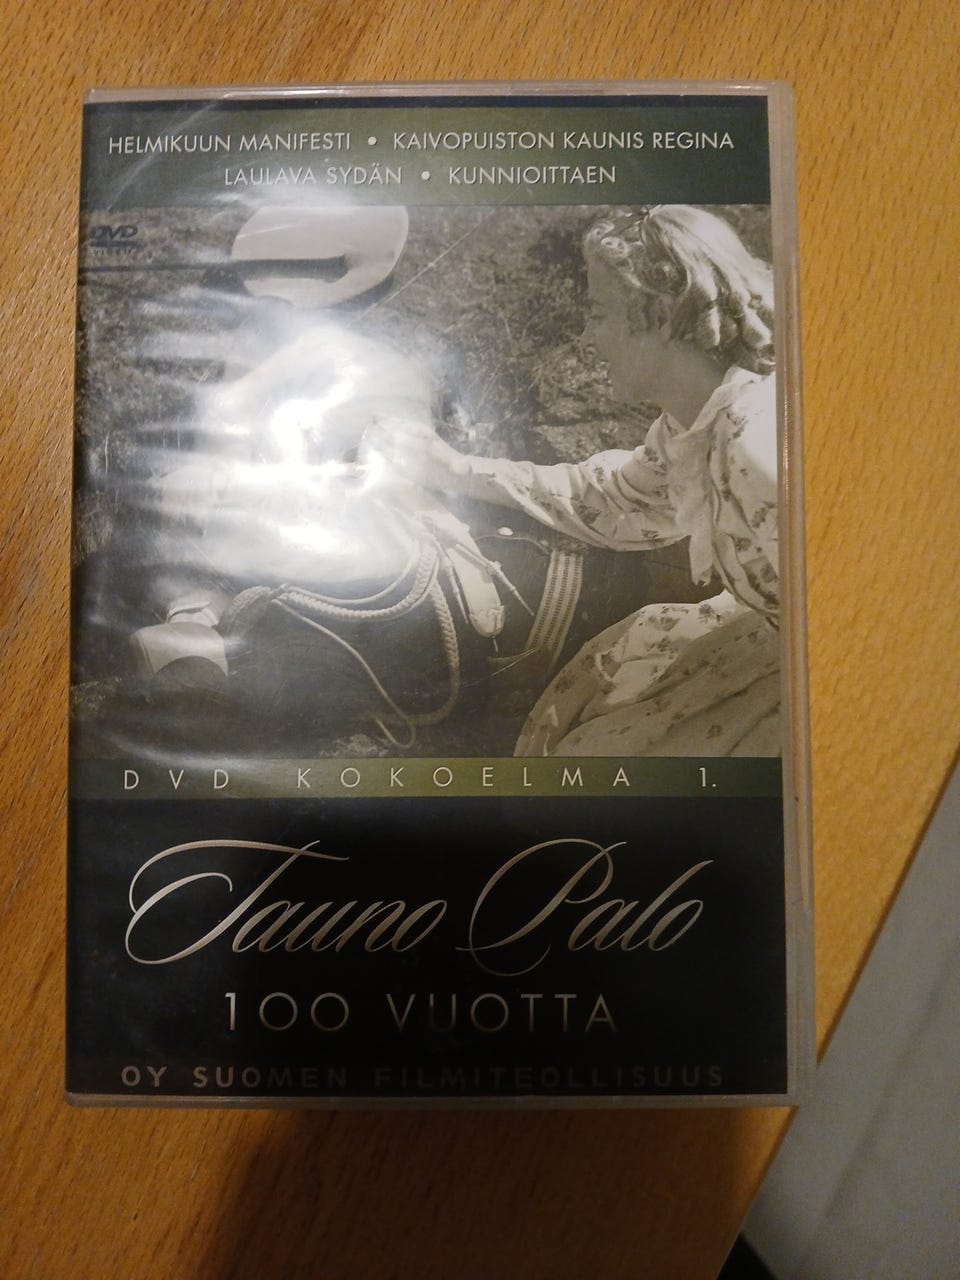 HELMIKUUN MANIFESTI • KAIVOPUISTON KAUNIS REGINA
LAULAVA SYDÄN • KUNNIOITTAEN
DVD
VIDEO
DVD KOKOELMA 1.
Tauno Palo
100 VUOTTA
OY SUOMEN FILMITEOLLISUUS